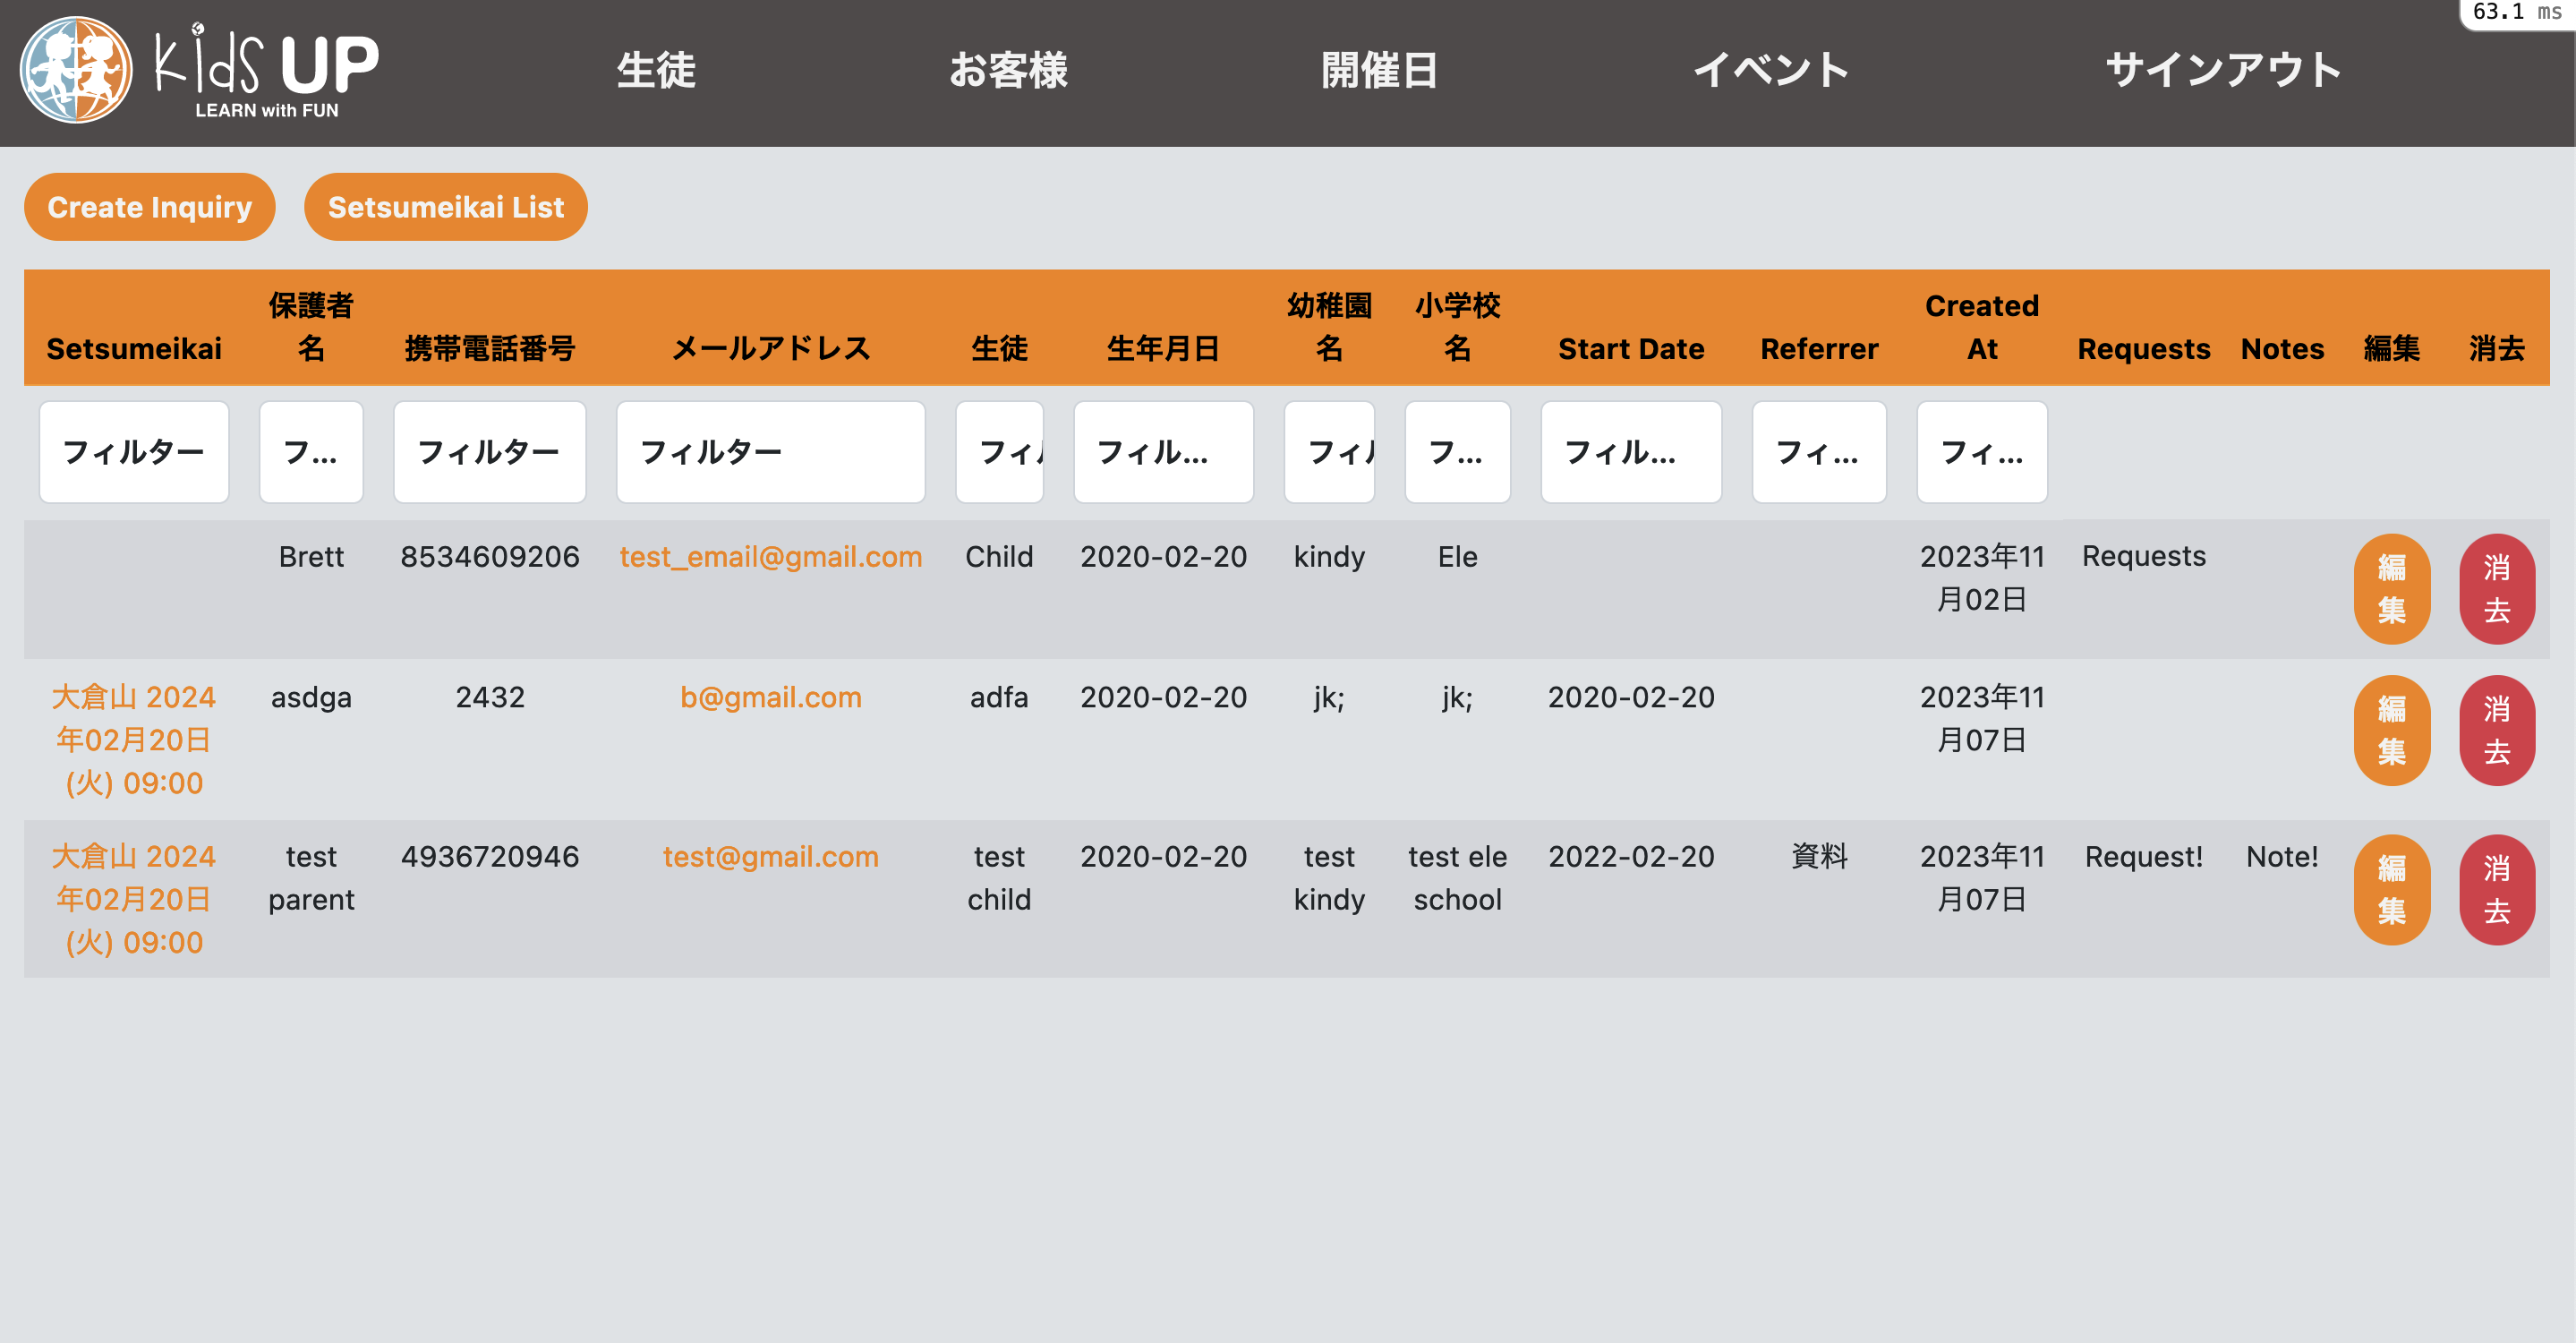 63.1 ms
kids UP
LEARN with FUN
生徒 お客様 開催日 イベント サインアウト
Create Inquiry Setsumeikai List
Setsumeikai 保護者名 携帯電話番号 メールアドレス 生徒 生年月日 幼稚園名 小学校名 Start Date Referrer Created At Requests Notes 編集 消去
フィルター フ... フィルター フィルター フィル フィル... フィル フ... フィル... フィ... フィ...
Brett 8534609206 test_email@gmail.com Child 2020-02-20 kindy Ele 2023年11月02日 Requests 編集 消去
大倉山 2024年02月20日 (火) 09:00 asdga 2432 b@gmail.com adfa 2020-02-20 jk; jk; 2020-02-20 2023年11月07日 編集 消去
大倉山 2024年02月20日 (火) 09:00 test parent 4936720946 test@gmail.com test child 2020-02-20 test kindy test ele school 2022-02-20 資料 2023年11月07日 Request! Note! 編集 消去